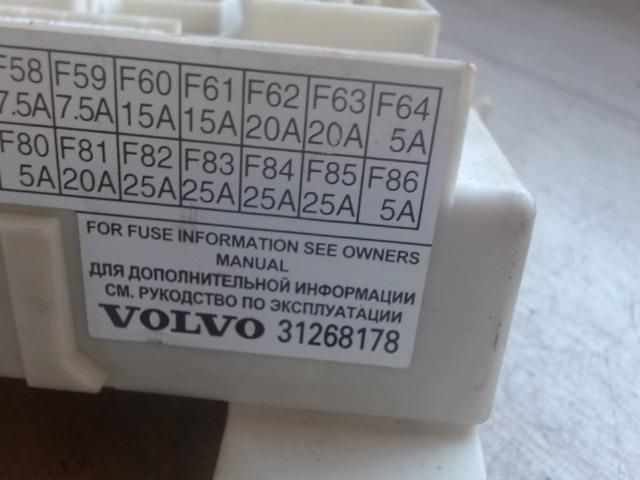 F58 F59 F60 F61 F62 F63 F64
7.5A 7.5A 15A 15A 20A 20A 5A
F80 F81 F82 F83 F84 F85 F86
5A 20A 25A 25A 25A 25A 5A
FOR FUSE INFORMATION SEE OWNERS
MANUAL
ДЛЯ ДОПОЛНИТЕЛЬНОЙ ИНФОРМАЦИИ
СМ. РУКОДСТВО ПО ЭКСПЛУАТАЦИИ
VOLVO 31268178